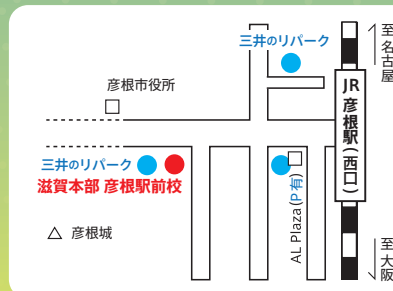 三井のリパーク
至名古屋
彦根市役所
JR彦根駅(西口)
三井のリパーク
滋賀本部 彦根駅前校
AL Plaza(P有)
彦根城
至大阪